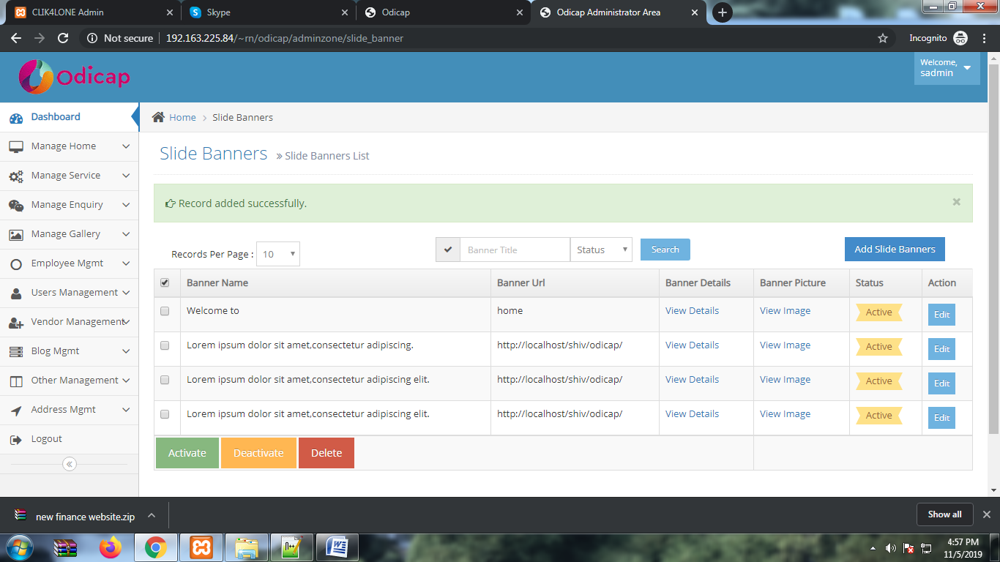 CLIK4LONE Admin
Skype
Odicap
Odicap Administrator Area
Not secure
192.163.225.84/~rn/odicap/adminzone/slide_banner
Incognito
Odicap
Welcome,
sadmin
Dashboard
Manage Home
Manage Service
Manage Enquiry
Manage Gallery
Employee Mgmt
Users Management
Vendor Management
Blog Mgmt
Other Management
Address Mgmt
Logout
Home > Slide Banners
Slide Banners » Slide Banners List
Record added successfully. ×
Records Per Page : 10
Banner Title
Status
Search
Add Slide Banners
Banner Name Banner Url Banner Details Banner Picture Status Action
Welcome to home View Details View Image Active Edit
Lorem ipsum dolor sit amet,consectetur adipiscing. http://localhost/shiv/odicap/ View Details View Image Active Edit
Lorem ipsum dolor sit amet,consectetur adipiscing elit. http://localhost/shiv/odicap/ View Details View Image Active Edit
Lorem ipsum dolor sit amet,consectetur adipiscing elit. http://localhost/shiv/odicap/ View Details View Image Active Edit
Activate Deactivate Delete
new finance website.zip
Show all
4:57 PM
11/5/2019